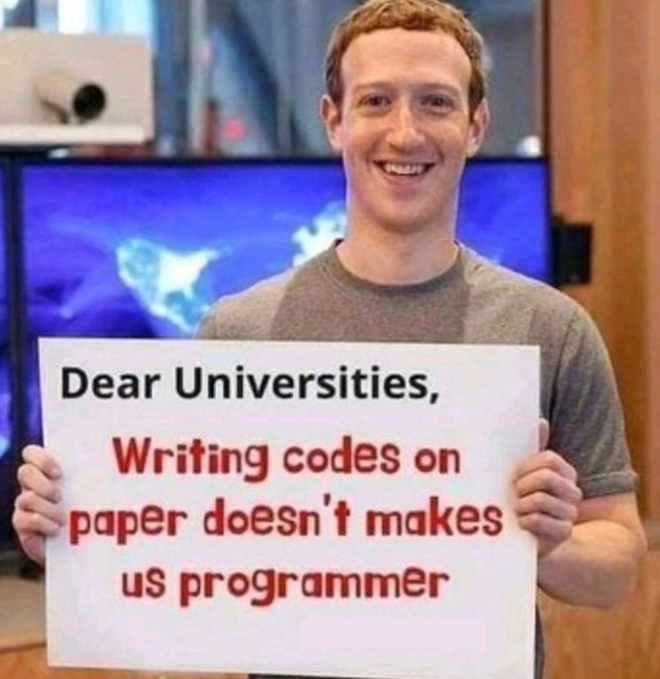 Dear Universities,
Writing codes on
paper doesn't makes
us programmer